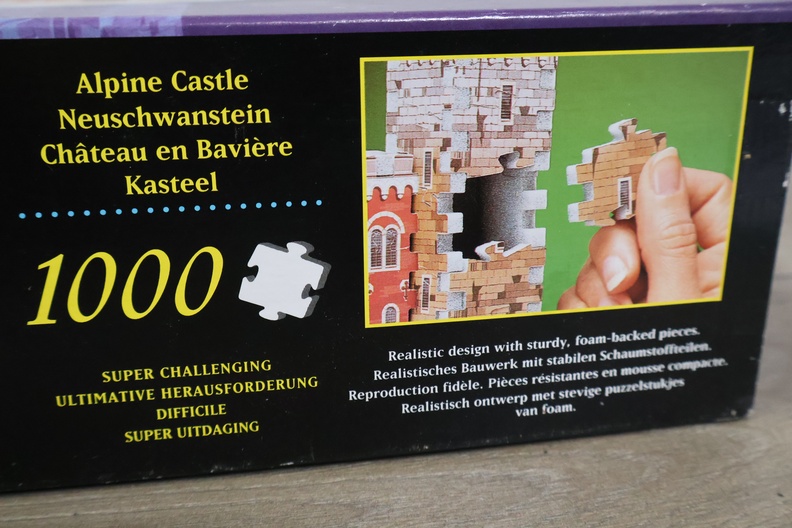 Alpine Castle
Neuschwanstein
Château en Bavière
Kasteel
1000
SUPER CHALLENGING
ULTIMATIVE HERAUSFORDERUNG
DIFFICILE
SUPER UITDAGING
Realistic design with sturdy, foam-backed pieces.
Realistisches Bauwerk mit stabilen Schaumstoffteilen.
Reproduction fidèle. Pièces résistantes en mousse compacte.
Realistisch ontwerp met stevige puzzelstukjes
van foam.